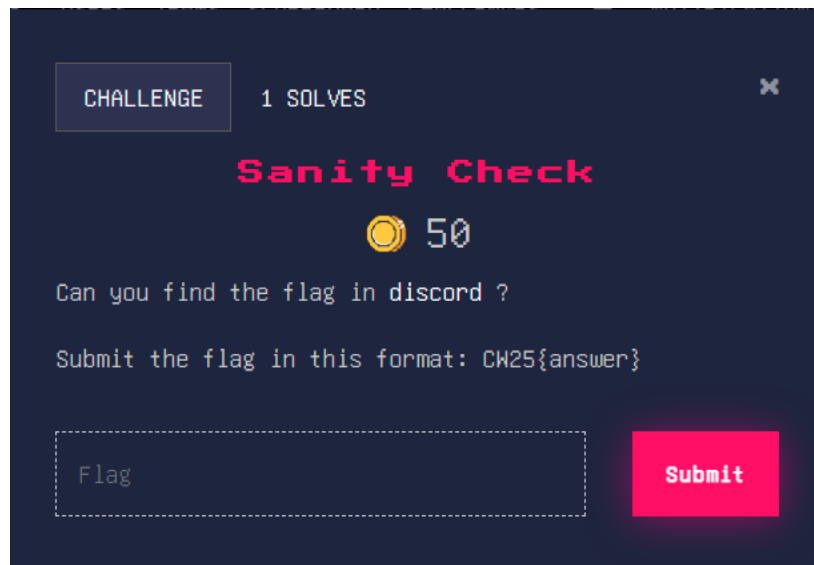 CHALLENGE 1 SOLVES
×
Sanity Check
50
Can you find the flag in discord ?
Submit the flag in this format: CW25{answer}
Flag Submit